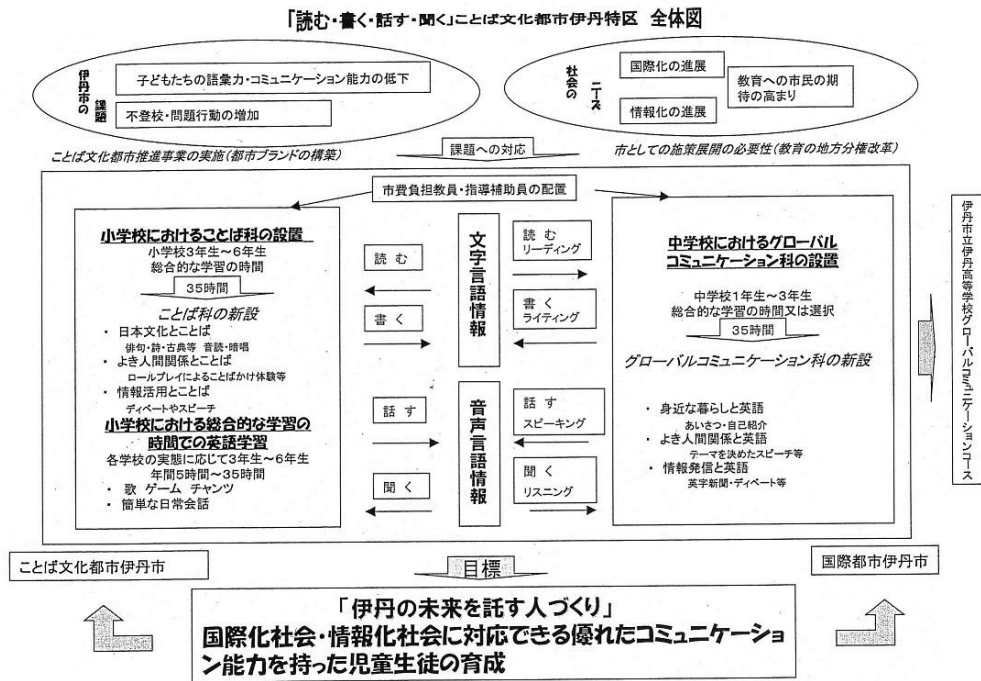 「読む・書く・話す・聞く」ことば文化都市伊丹特区 全体図
伊丹市の
課題
子どもたちの語彙力・コミュニケーション能力の低下
不登校・問題行動の増加
社会の
ニーズ
国際化の進展
情報化の進展
教育への市民の期
待の高まり
ことば文化都市推進事業の実施(都市ブランドの構築)
課題への対応
市としての施策展開の必要性(教育の地方分権改革)
市費負担教員・指導補助員の配置
小学校におけることば科の設置
小学校3年生～6年生
総合的な学習の時間
35時間
ことば科の新設
・ 日本文化とことば
俳句・詩・古典等 音読・暗唱
・ よき人間関係とことば
ロールプレイによることばかけ体験等
・ 情報活用とことば
ディベートやスピーチ
小学校における総合的な学習の
時間での英語学習
各学校の実態に応じて3年生～6年生
年間5時間～35時間
・ 歌 ゲーム チャンツ
・ 簡単な日常会話
読 む
書 く
話 す
聞 く
文字言語情報
音声言語情報
読 む
リーディング
書 く
ライティング
話 す
スピーキング
聞 く
リスニング
中学校におけるグローバル
コミュニケーション科の設置
中学校1年生～3年生
総合的な学習の時間又は選択
35時間
グローバルコミュニケーション科の新設
・ 身近な暮らしと英語
あいさつ・自己紹介
・ よき人間関係と英語
テーマを決めたスピーチ等
・ 情報発信と英語
英字新聞・ディベート等
伊丹市立伊丹高等学校グローバルコミュニケーションコース
ことば文化都市伊丹市
目標
国際都市伊丹市
「伊丹の未来を託す人づくり」
国際化社会・情報化社会に対応できる優れたコミュニケーショ
ン能力を持った児童生徒の育成